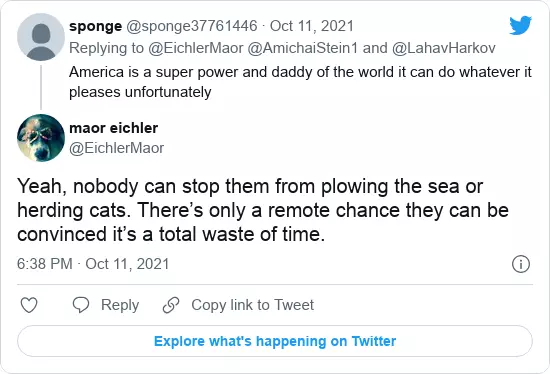 sponge @sponge37761446 · Oct 11, 2021
Replying to @EichlerMaor @AmichaiStein1 and @LahavHarkov
America is a super power and daddy of the world it can do whatever it
pleases unfortunately
maor eichler
@EichlerMaor
Yeah, nobody can stop them from plowing the sea or
herding cats. There’s only a remote chance they can be
convinced it’s a total waste of time.
6:38 PM · Oct 11, 2021
Reply Copy link to Tweet
Explore what's happening on Twitter